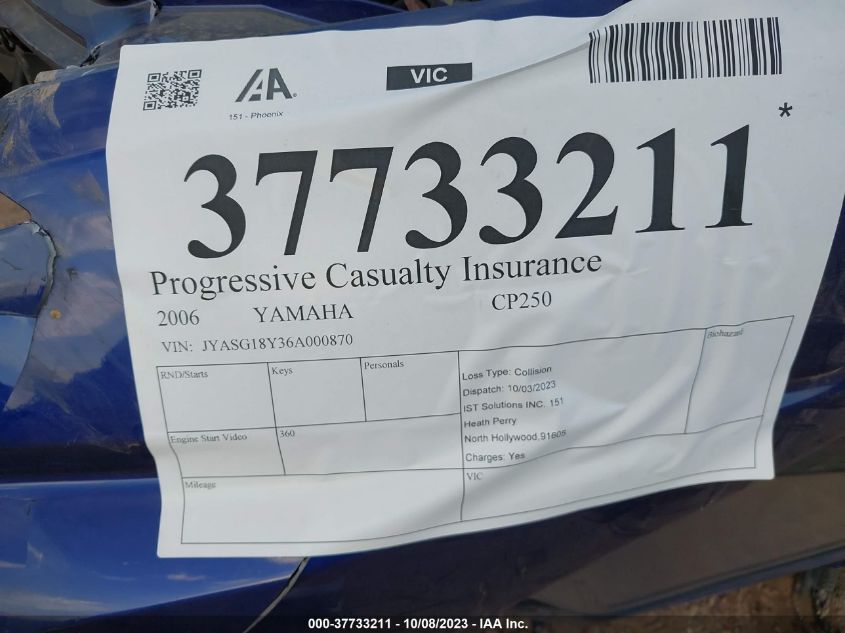 IAA
VIC
151 - Phoenix
*
37733211
Progressive Casualty Insurance
2006 YAMAHA CP250
VIN: JYASG18Y36A000870
RND/Starts
Keys
Personals
Loss Type: Collision
Dispatch: 10/03/2023
IST Solutions INC. 151
Heath Perry
North Hollywood,91605
Charges: Yes
Biohazard
Engine Start Video
360
Mileage
VIC
000-37733211 - 10/08/2023 - IAA Inc.